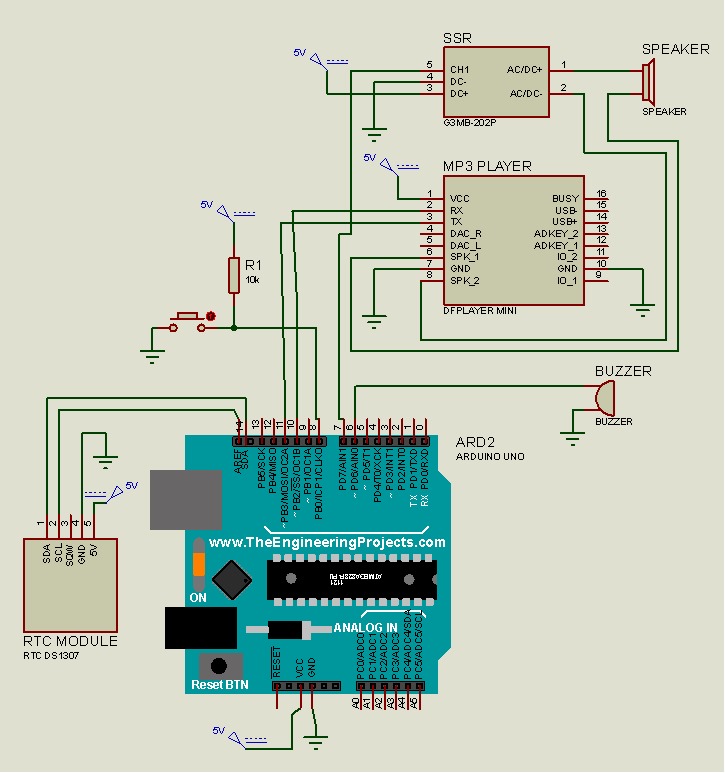 SSR
SPEAKER
5V
5 CH1 AC/DC+ 1
4 DC-
3 DC+ AC/DC- 2
G3MB-202P
SPEAKER
5V
MP3 PLAYER
1 VCC BUSY 16
2 RX USB- 15
3 TX USB+ 14
4 DAC_R ADKEY_2 13
5 DAC_L ADKEY_1 12
6 SPK_1 IO_2 11
7 GND GND 10
8 SPK_2 IO_1 9
DFPLAYER MINI
5V
R1
10k
BUZZER
BUZZER
14 13 12 11 10 9 8 7 6 5 4 3 2 1 0
ARD2
ARDUINO UNO
AREF
SDA
PB5/SCK
PB4/MISO
~PB3/MOSI/OC2A
~PB2/SS/OC1B
~PB1/OC1A
PB0/ICP1/CLKO
PD7/AIN1
~PD6/AIN0
~PD5/T1
PD4/T0/XCK
~PD3/INT1
PD2/INT0
TX PD1/TXD
RX PD0/RXD
5V
1 2 3 4 5
SDA
SCL
SQW
GND
5V
RTC MODULE
RTC DS1307
www.TheEngineeringProjects.com
ATMEGA328P-PU
1121
ON
ANALOG IN
Reset BTN
RESET
VCC
GND
PC0/ADC0
PC1/ADC1
PC2/ADC2
PC3/ADC3
PC4/ADC4/SDA
PC5/ADC5/SCL
A0
A1
A2
A3
A4
A5
5V